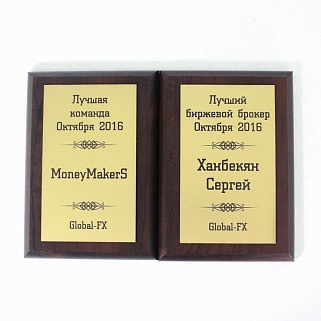 Лучшая
команда
Октября 2016
MoneyMakerS
Global-FX
Лучший
биржевой брокер
Октября 2016
Ханбекян
Сергей
Global-FX